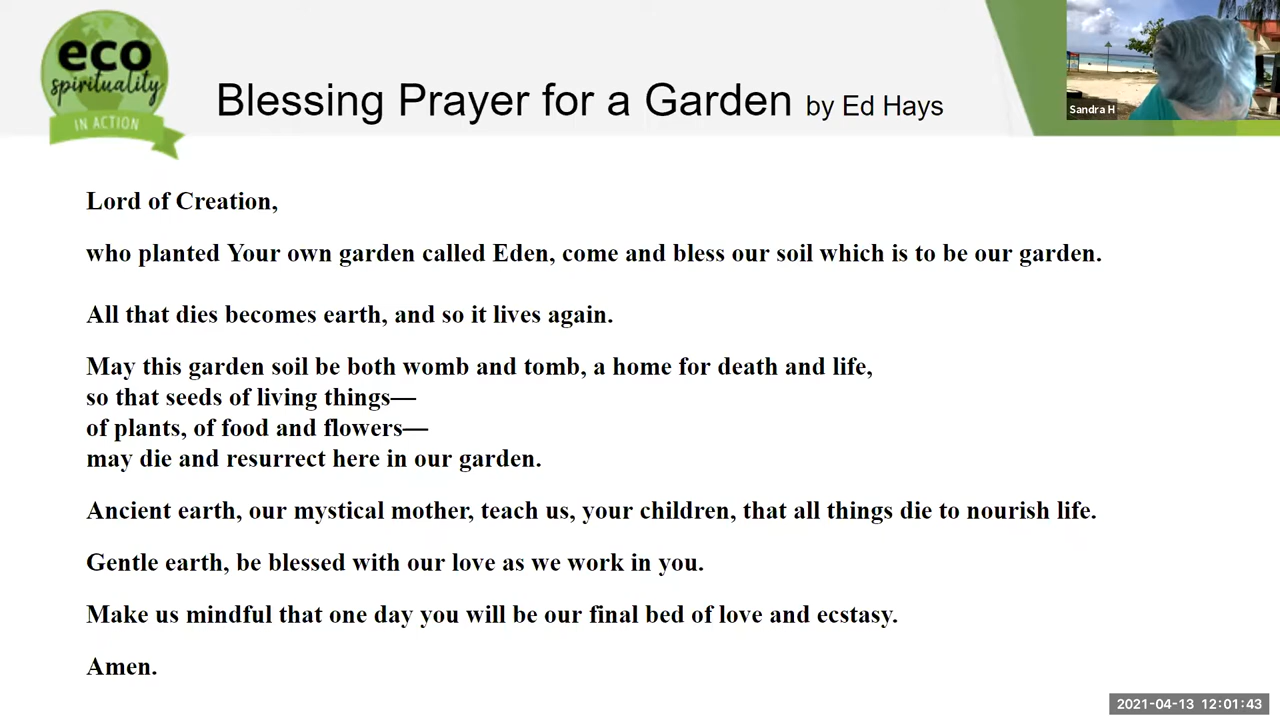 eco
spirituality
IN ACTION
Blessing Prayer for a Garden by Ed Hays
Sandra H
Lord of Creation,
who planted Your own garden called Eden, come and bless our soil which is to be our garden.
All that dies becomes earth, and so it lives again.
May this garden soil be both womb and tomb, a home for death and life,
so that seeds of living things—
of plants, of food and flowers—
may die and resurrect here in our garden.
Ancient earth, our mystical mother, teach us, your children, that all things die to nourish life.
Gentle earth, be blessed with our love as we work in you.
Make us mindful that one day you will be our final bed of love and ecstasy.
Amen.
2021-04-13 12:01:43